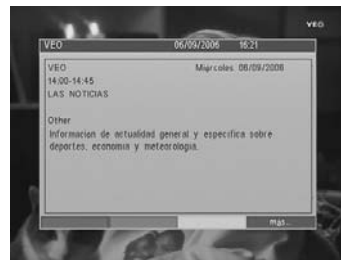 VEO
VEO 06/09/2006 16:21
VEO Miércoles 06/09/2006
14:00-14:45
LAS NOTICIAS
Other
Informacion de actualidad general y especifica sobre
deportes, economia y meteorologia.
mas...